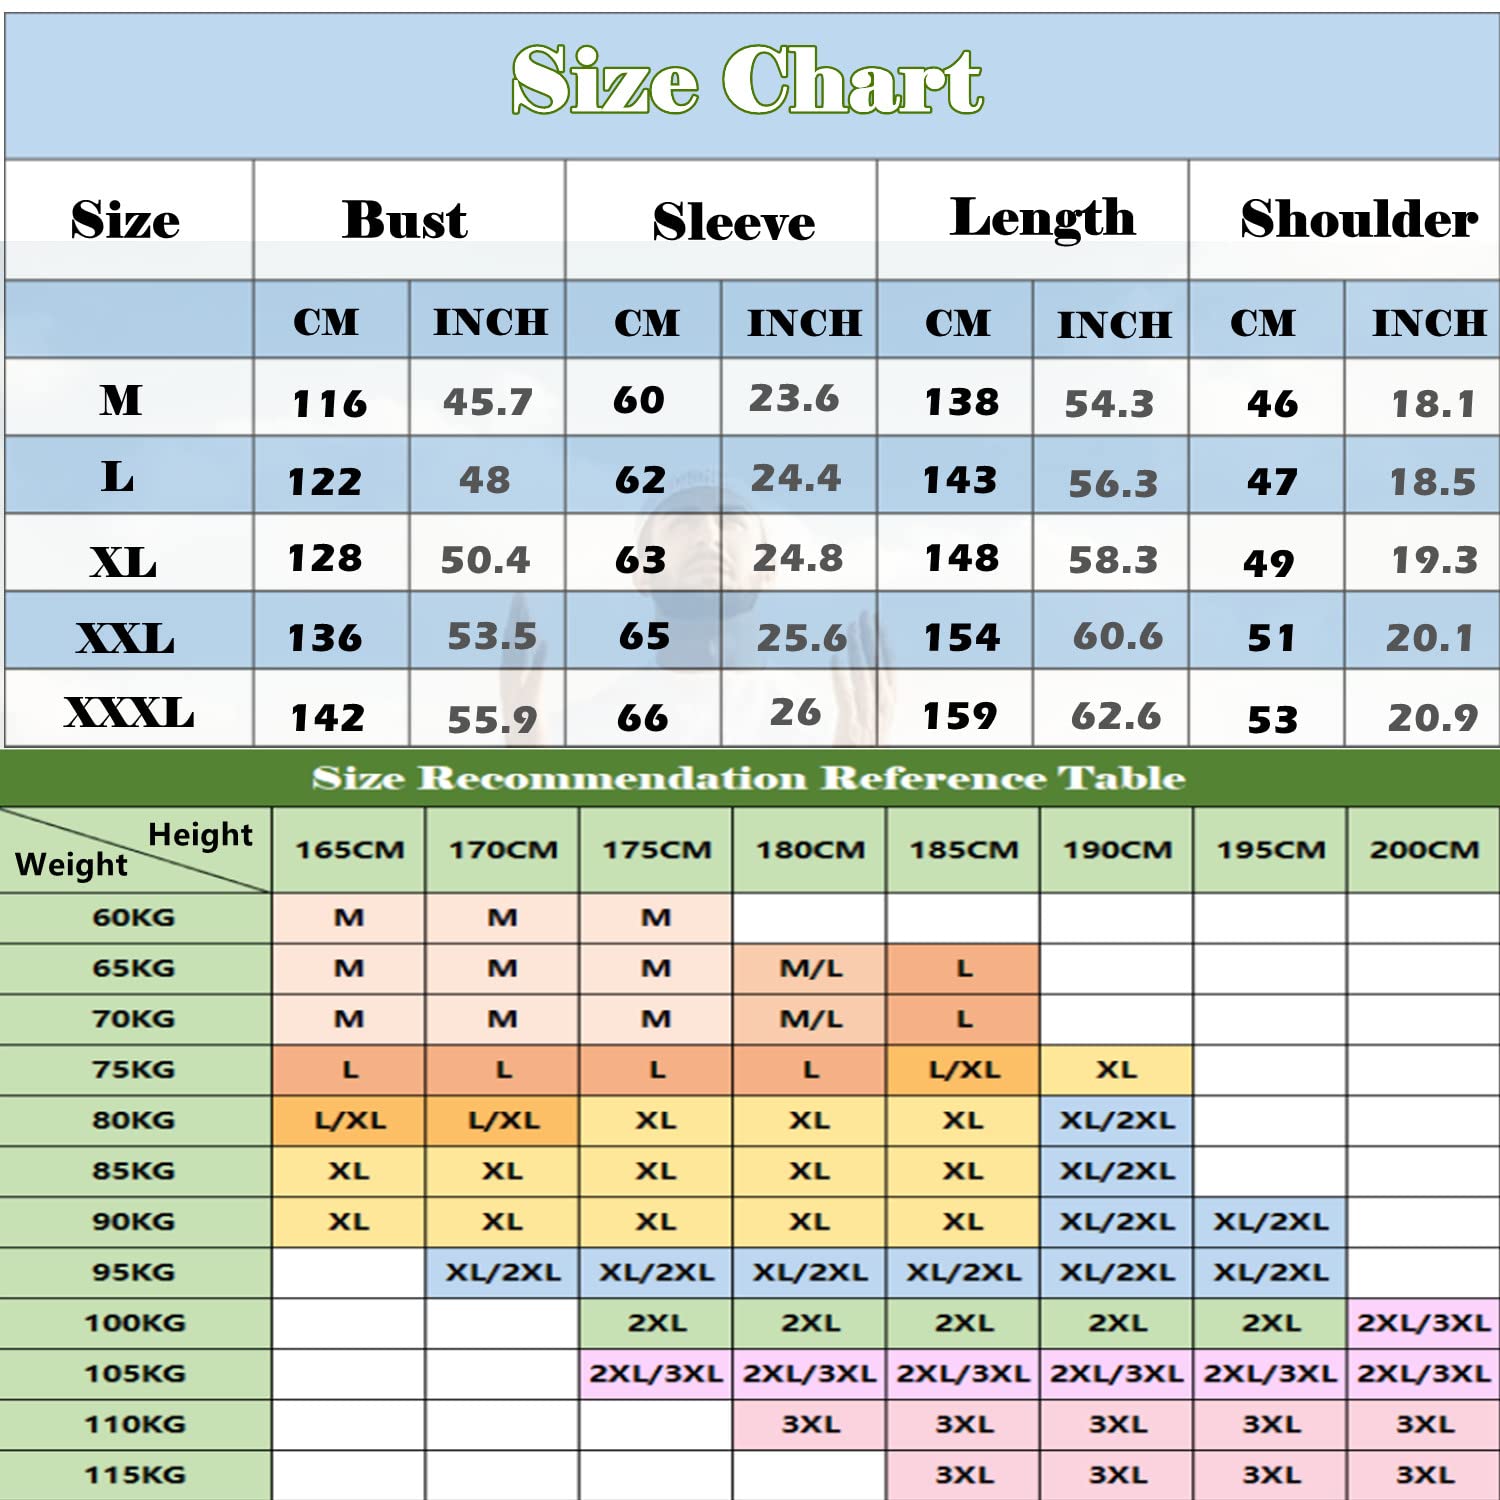 Size Chart
Size Bust Sleeve Length Shoulder
CM INCH CM INCH CM INCH CM INCH
M 116 45.7 60 23.6 138 54.3 46 18.1
L 122 48 62 24.4 143 56.3 47 18.5
XL 128 50.4 63 24.8 148 58.3 49 19.3
XXL 136 53.5 65 25.6 154 60.6 51 20.1
XXXL 142 55.9 66 26 159 62.6 53 20.9
Size Recommendation Reference Table
Height
Weight
165CM 170CM 175CM 180CM 185CM 190CM 195CM 200CM
60KG M M M
65KG M M M M/L L
70KG M M M M/L L
75KG L L L L L/XL XL
80KG L/XL L/XL XL XL XL XL/2XL
85KG XL XL XL XL XL XL/2XL
90KG XL XL XL XL XL XL/2XL XL/2XL
95KG XL/2XL XL/2XL XL/2XL XL/2XL XL/2XL XL/2XL
100KG 2XL 2XL 2XL 2XL 2XL 2XL/3XL
105KG 2XL/3XL 2XL/3XL 2XL/3XL 2XL/3XL 2XL/3XL 2XL/3XL
110KG 3XL 3XL 3XL 3XL 3XL
115KG 3XL 3XL 3XL 3XL